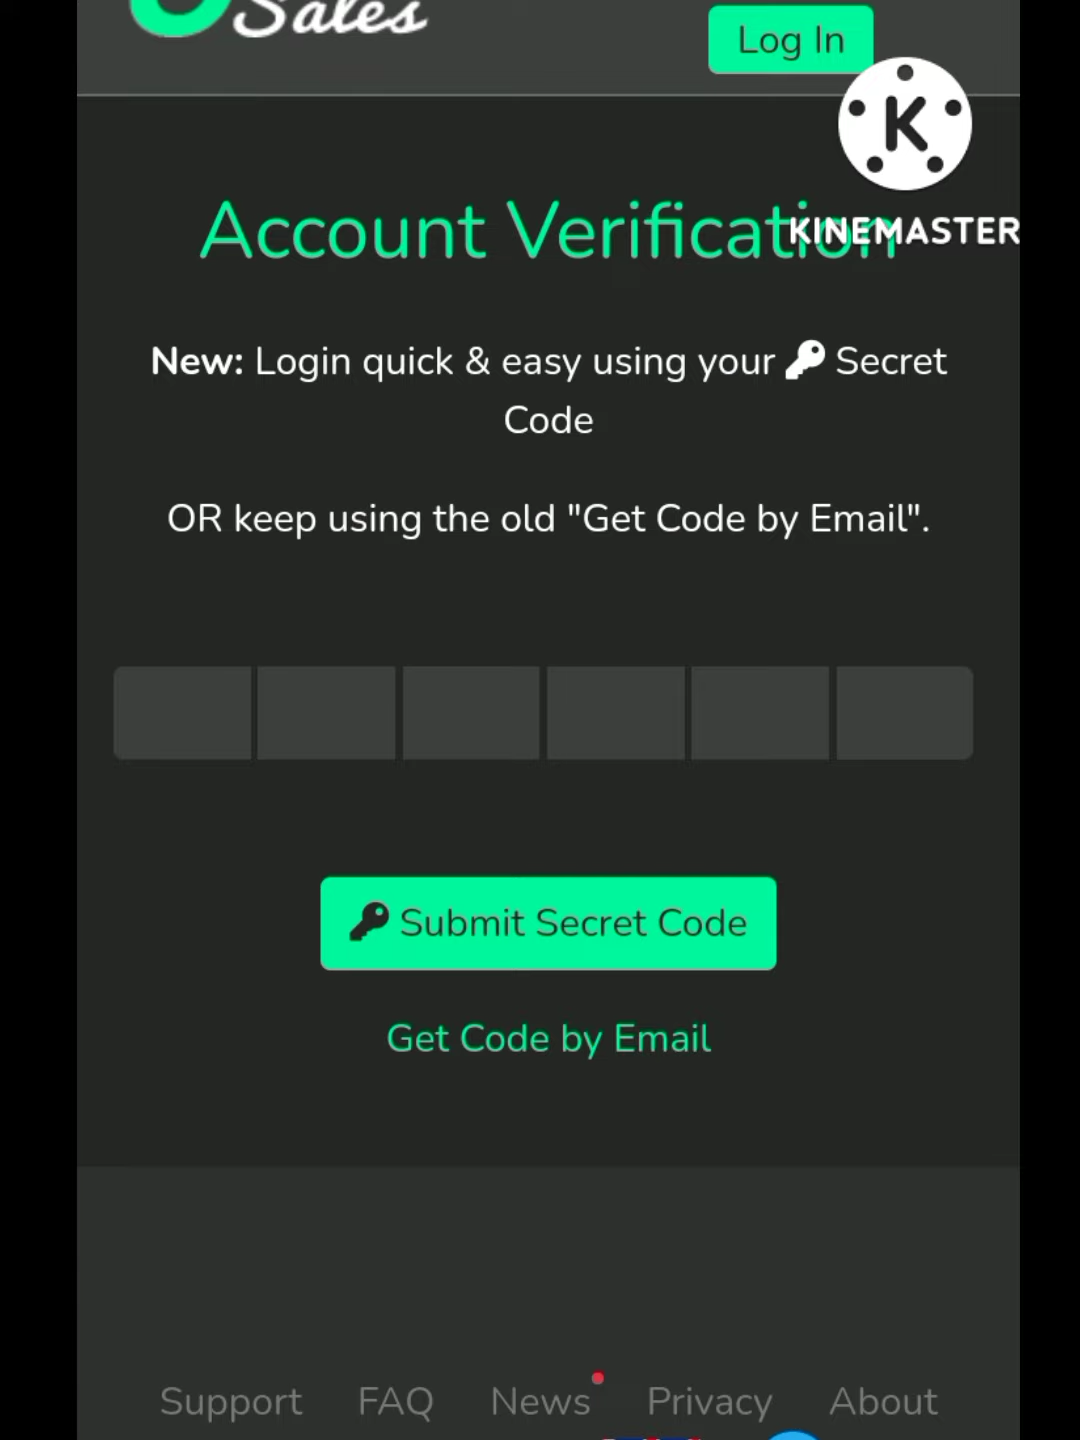 Sales
Log In
K
KINEMASTER
Account Verification
New: Login quick & easy using your Secret
Code
OR keep using the old "Get Code by Email".
Submit Secret Code
Get Code by Email
Support FAQ News Privacy About